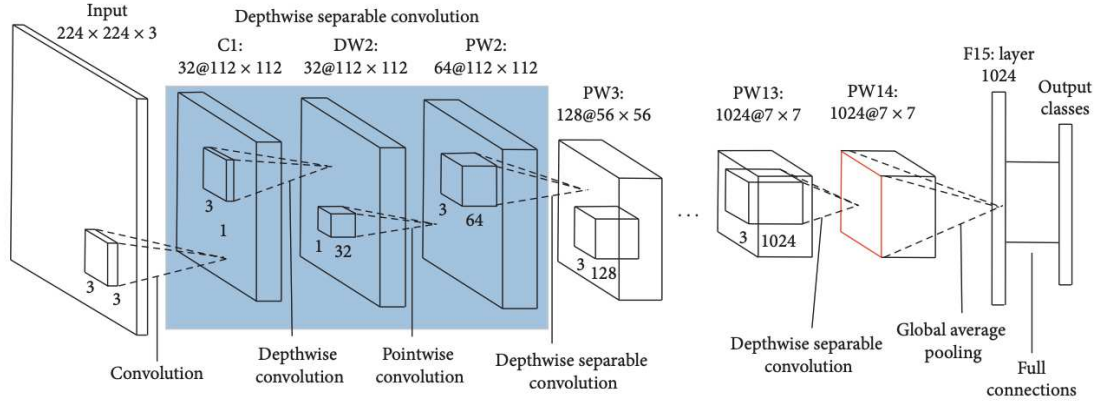 Input
224 × 224 × 3
Depthwise separable convolution
C1:
32@112 × 112
DW2:
32@112 × 112
PW2:
64@112 × 112
PW3:
128@56 × 56
PW13:
1024@7 × 7
PW14:
1024@7 × 7
F15: layer
1024
Output
classes
3
3
3
1
1
32
3
64
3
128
...
3
1024
Convolution
Depthwise
convolution
Pointwise
convolution
Depthwise separable
convolution
Depthwise separable
convolution
Global average
pooling
Full
connections